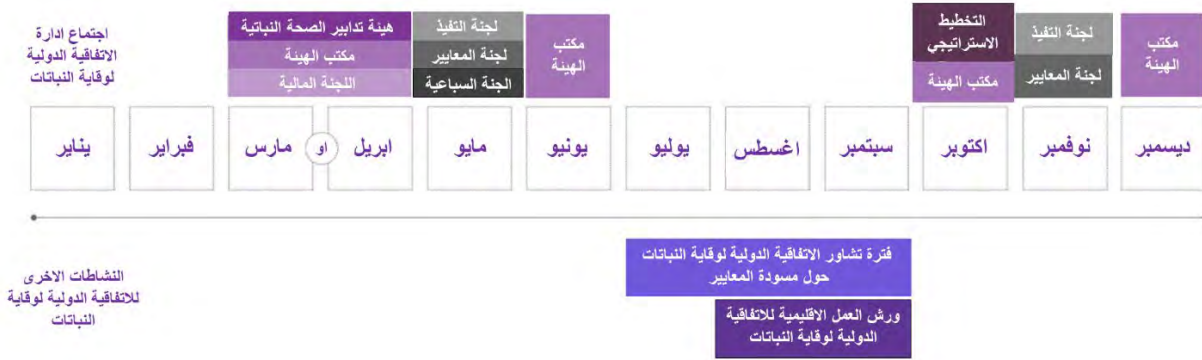 اجتماع ادارة
الاتفاقية الدولية
لوقاية النباتات
هيئة تدابير الصحة النباتية
مكتب الهيئة
اللجنة المالية
لجنة التفيذ
لجنة المعايير
الجنة السباعية
مكتب
الهيئة
التخطيط
الاستراتيجي
مكتب الهيئة
لجنة التفيذ
لجنة المعايير
مكتب
الهيئة
يناير
فبراير
مارس
او
ابريل
مايو
يونيو
يوليو
اغسطس
سبتمبر
اكتوبر
نوفمبر
ديسمبر
النشاطات الاخرى
للاتفاقية الدولية لوقاية
النباتات
فترة تشاور الاتفاقية الدولية لوقاية النباتات
حول مسودة المعايير
ورش العمل الاقليمية للاتفاقية
الدولية لوقاية النباتات